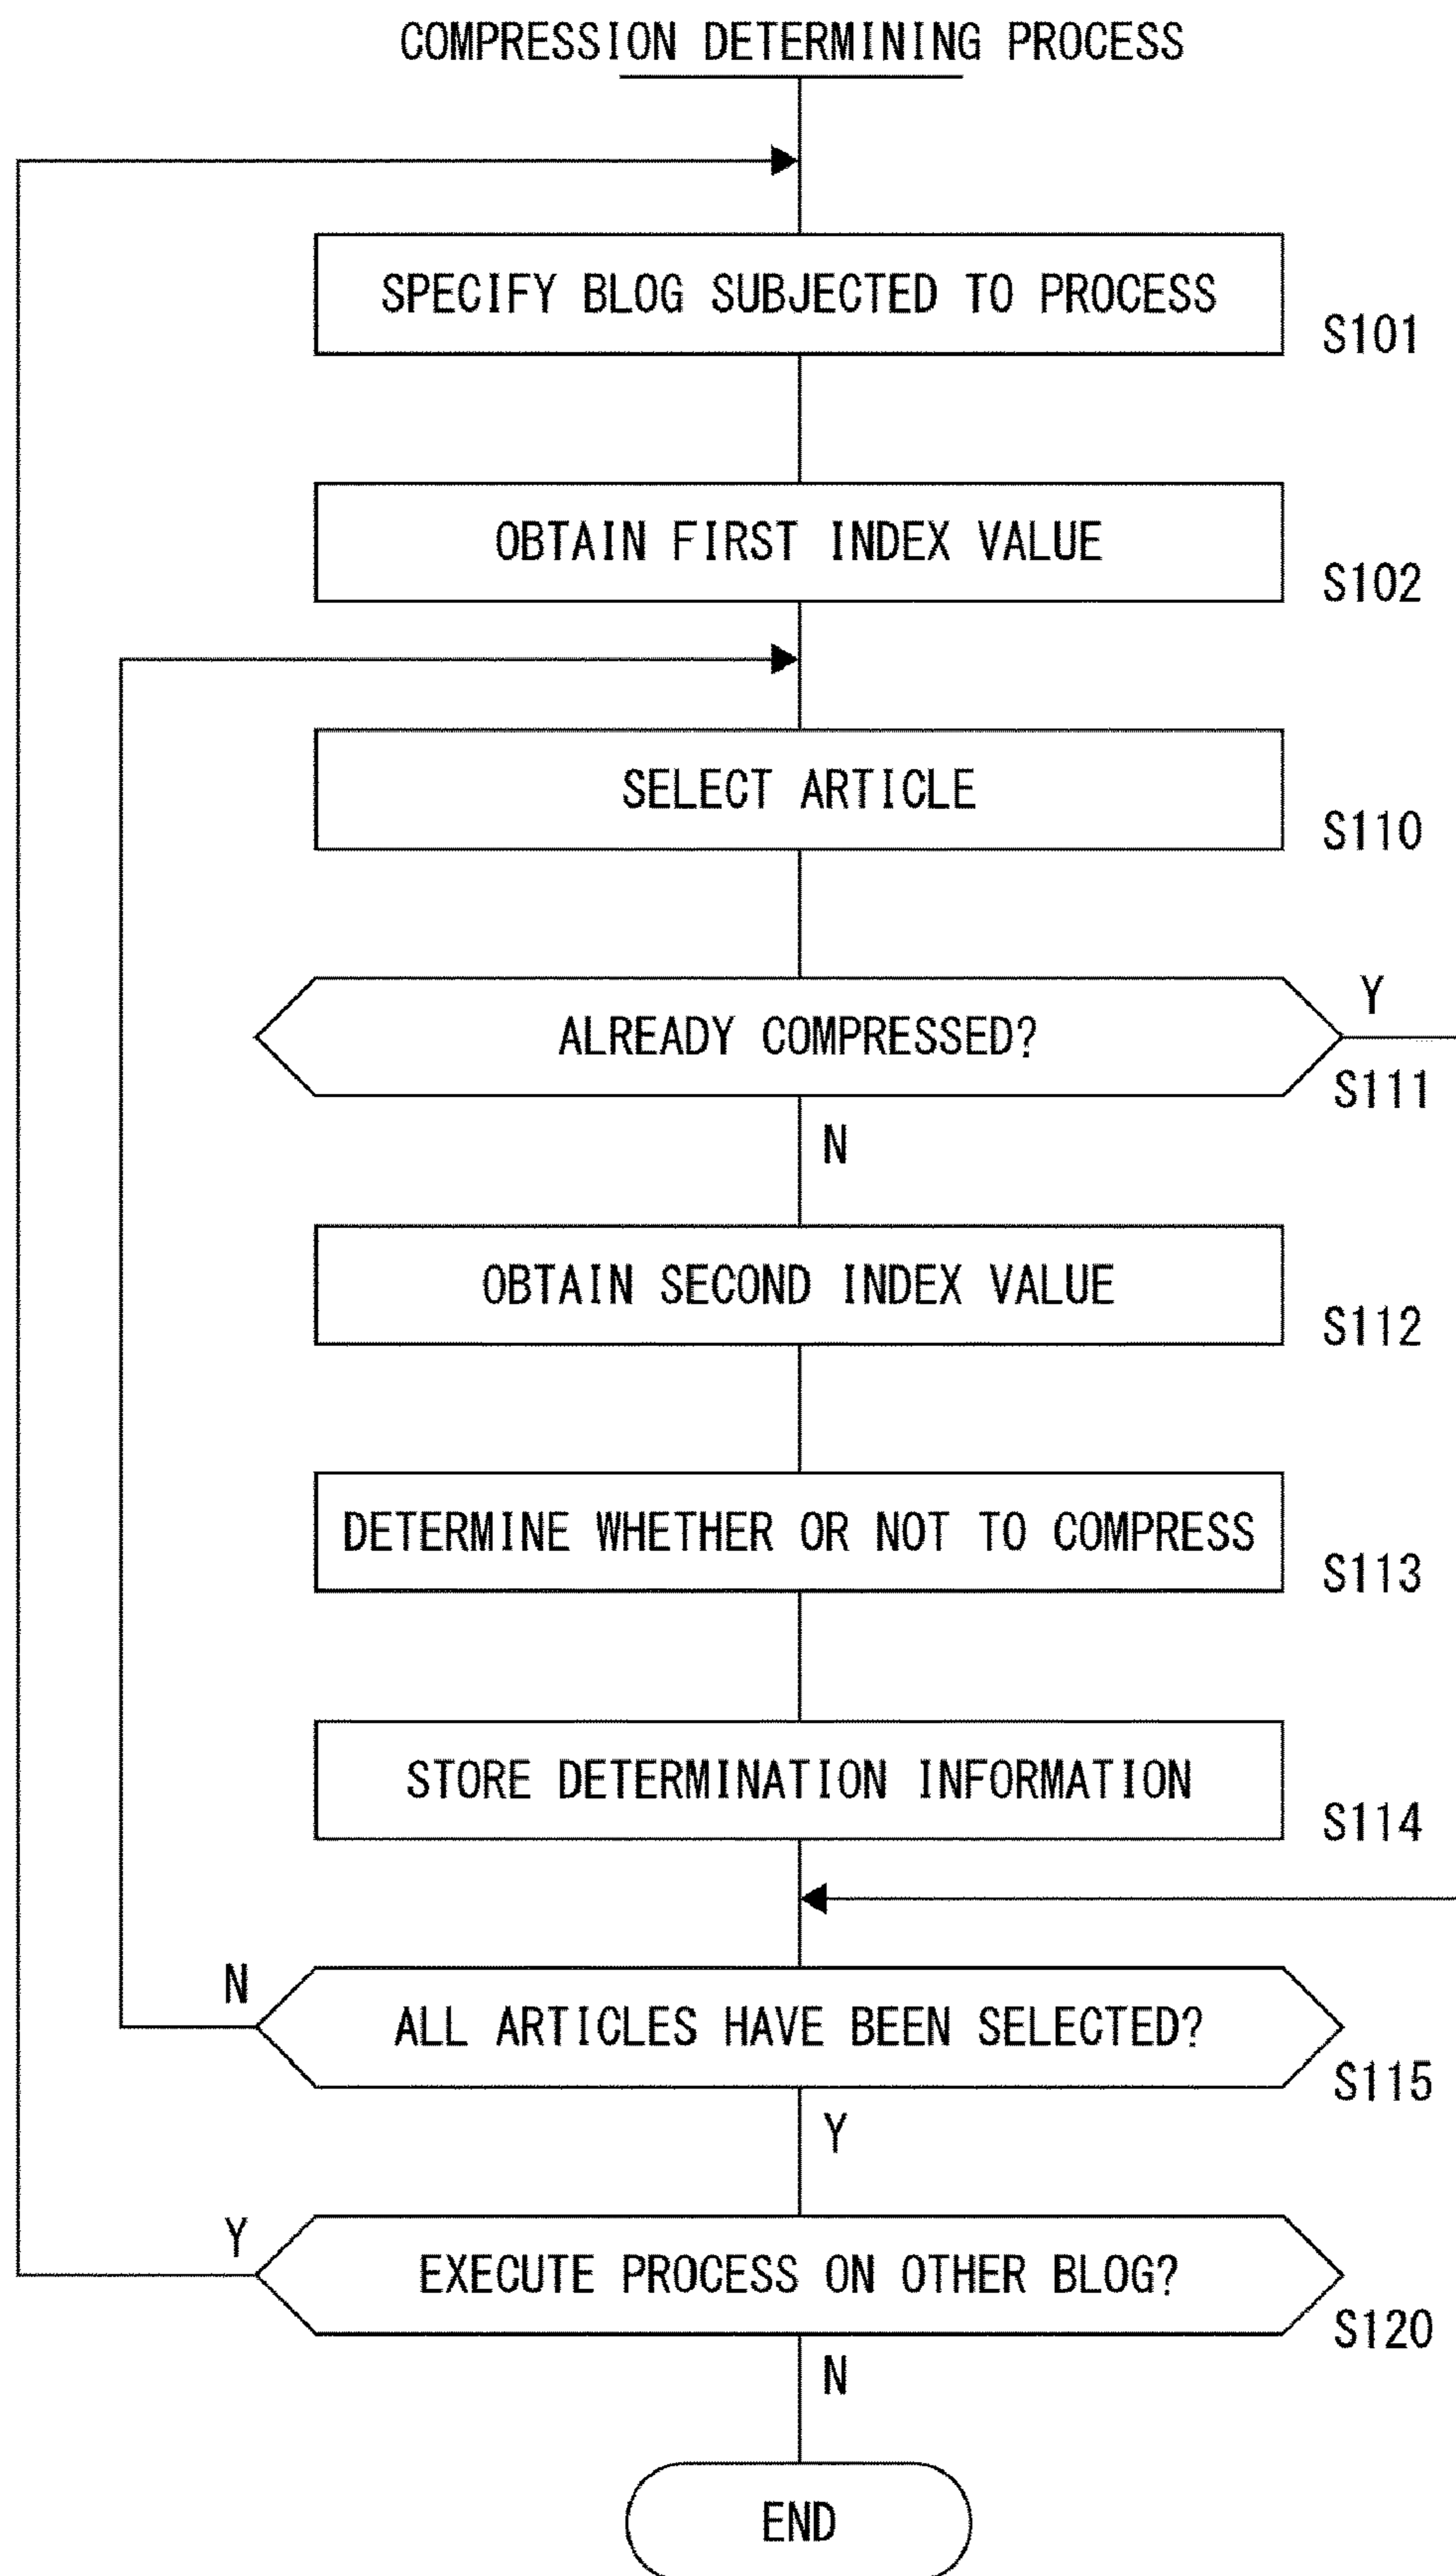 COMPRESSION DETERMINING PROCESS
SPECIFY BLOG SUBJECTED TO PROCESS
S101
OBTAIN FIRST INDEX VALUE
S102
SELECT ARTICLE
S110
ALREADY COMPRESSED?
Y
S111
N
OBTAIN SECOND INDEX VALUE
S112
DETERMINE WHETHER OR NOT TO COMPRESS
S113
STORE DETERMINATION INFORMATION
S114
N
ALL ARTICLES HAVE BEEN SELECTED?
S115
Y
Y
EXECUTE PROCESS ON OTHER BLOG?
S120
N
END